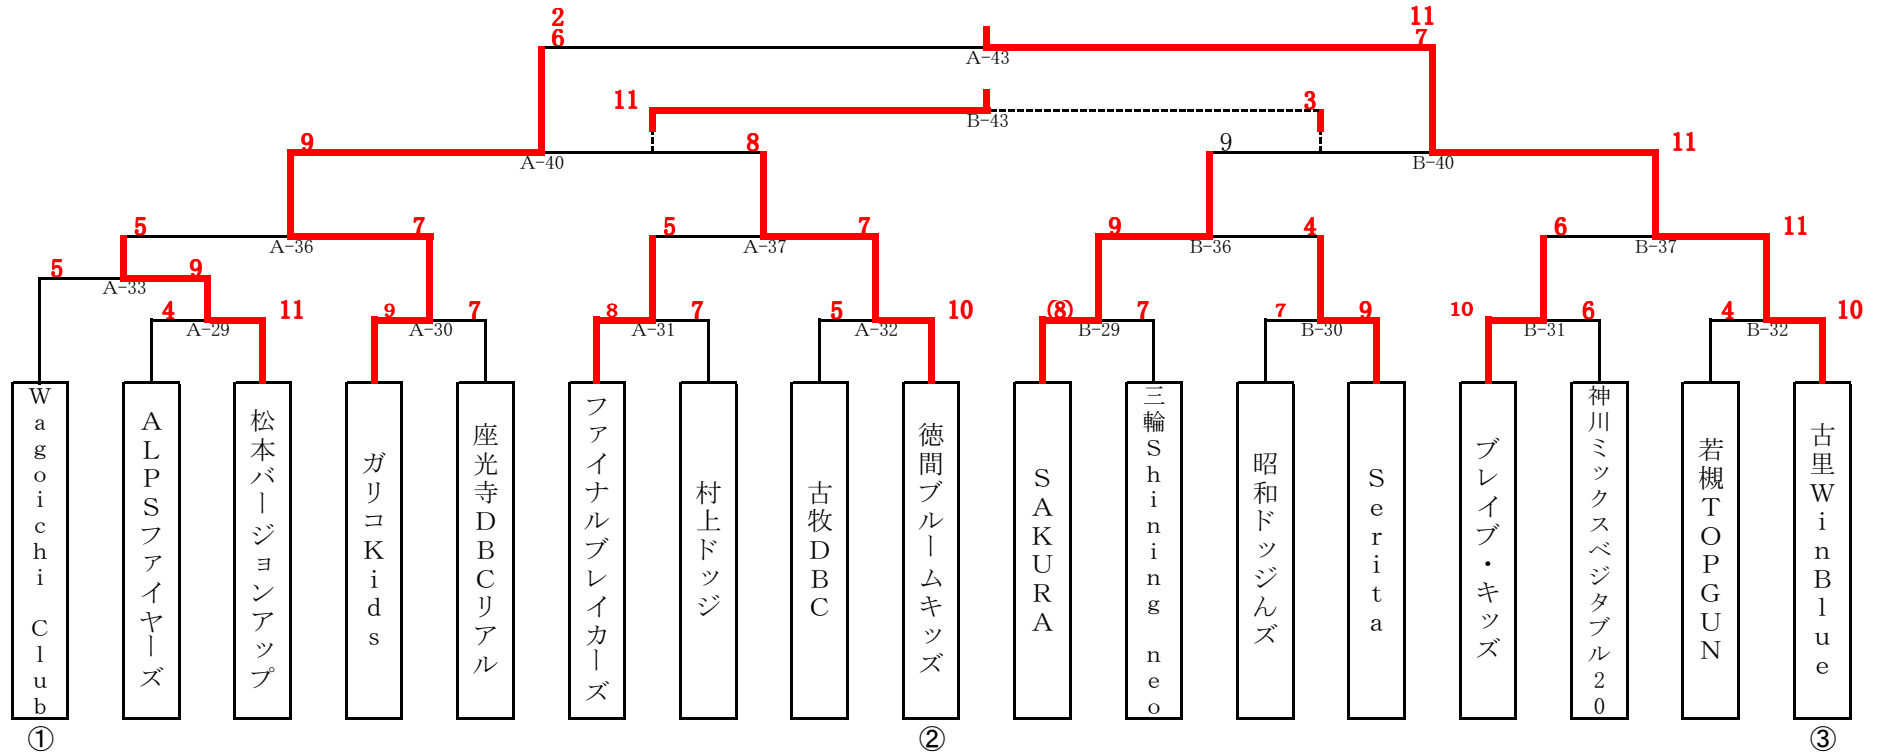 2 11
6 7
A-43
11 3
B-43
9 8 9 11
A-40 B-40
5 7 5 7 9 4 6 11
A-36 A-37 B-36 B-37
5 9
A-33
4 11 9 7 8 7 5 10 (8) 7 7 9 10 6 4 10
A-29 A-30 A-31 A-32 B-29 B-30 B-31 B-32
Wagoichi Club
ALPSファイヤーズ
松本バージョンアップ
ガリコKids
座光寺DBCリアル
ファイナルブレイカーズ
村上ドッジ
古牧DBC
徳間ブルームキッズ
SAKURA
三輪Shining neo
昭和ドッジんズ
Serita
ブレイブ・キッズ
神川ミックスベジタブル20
若槻TOPGUN
古里WinBlue
① ② ③